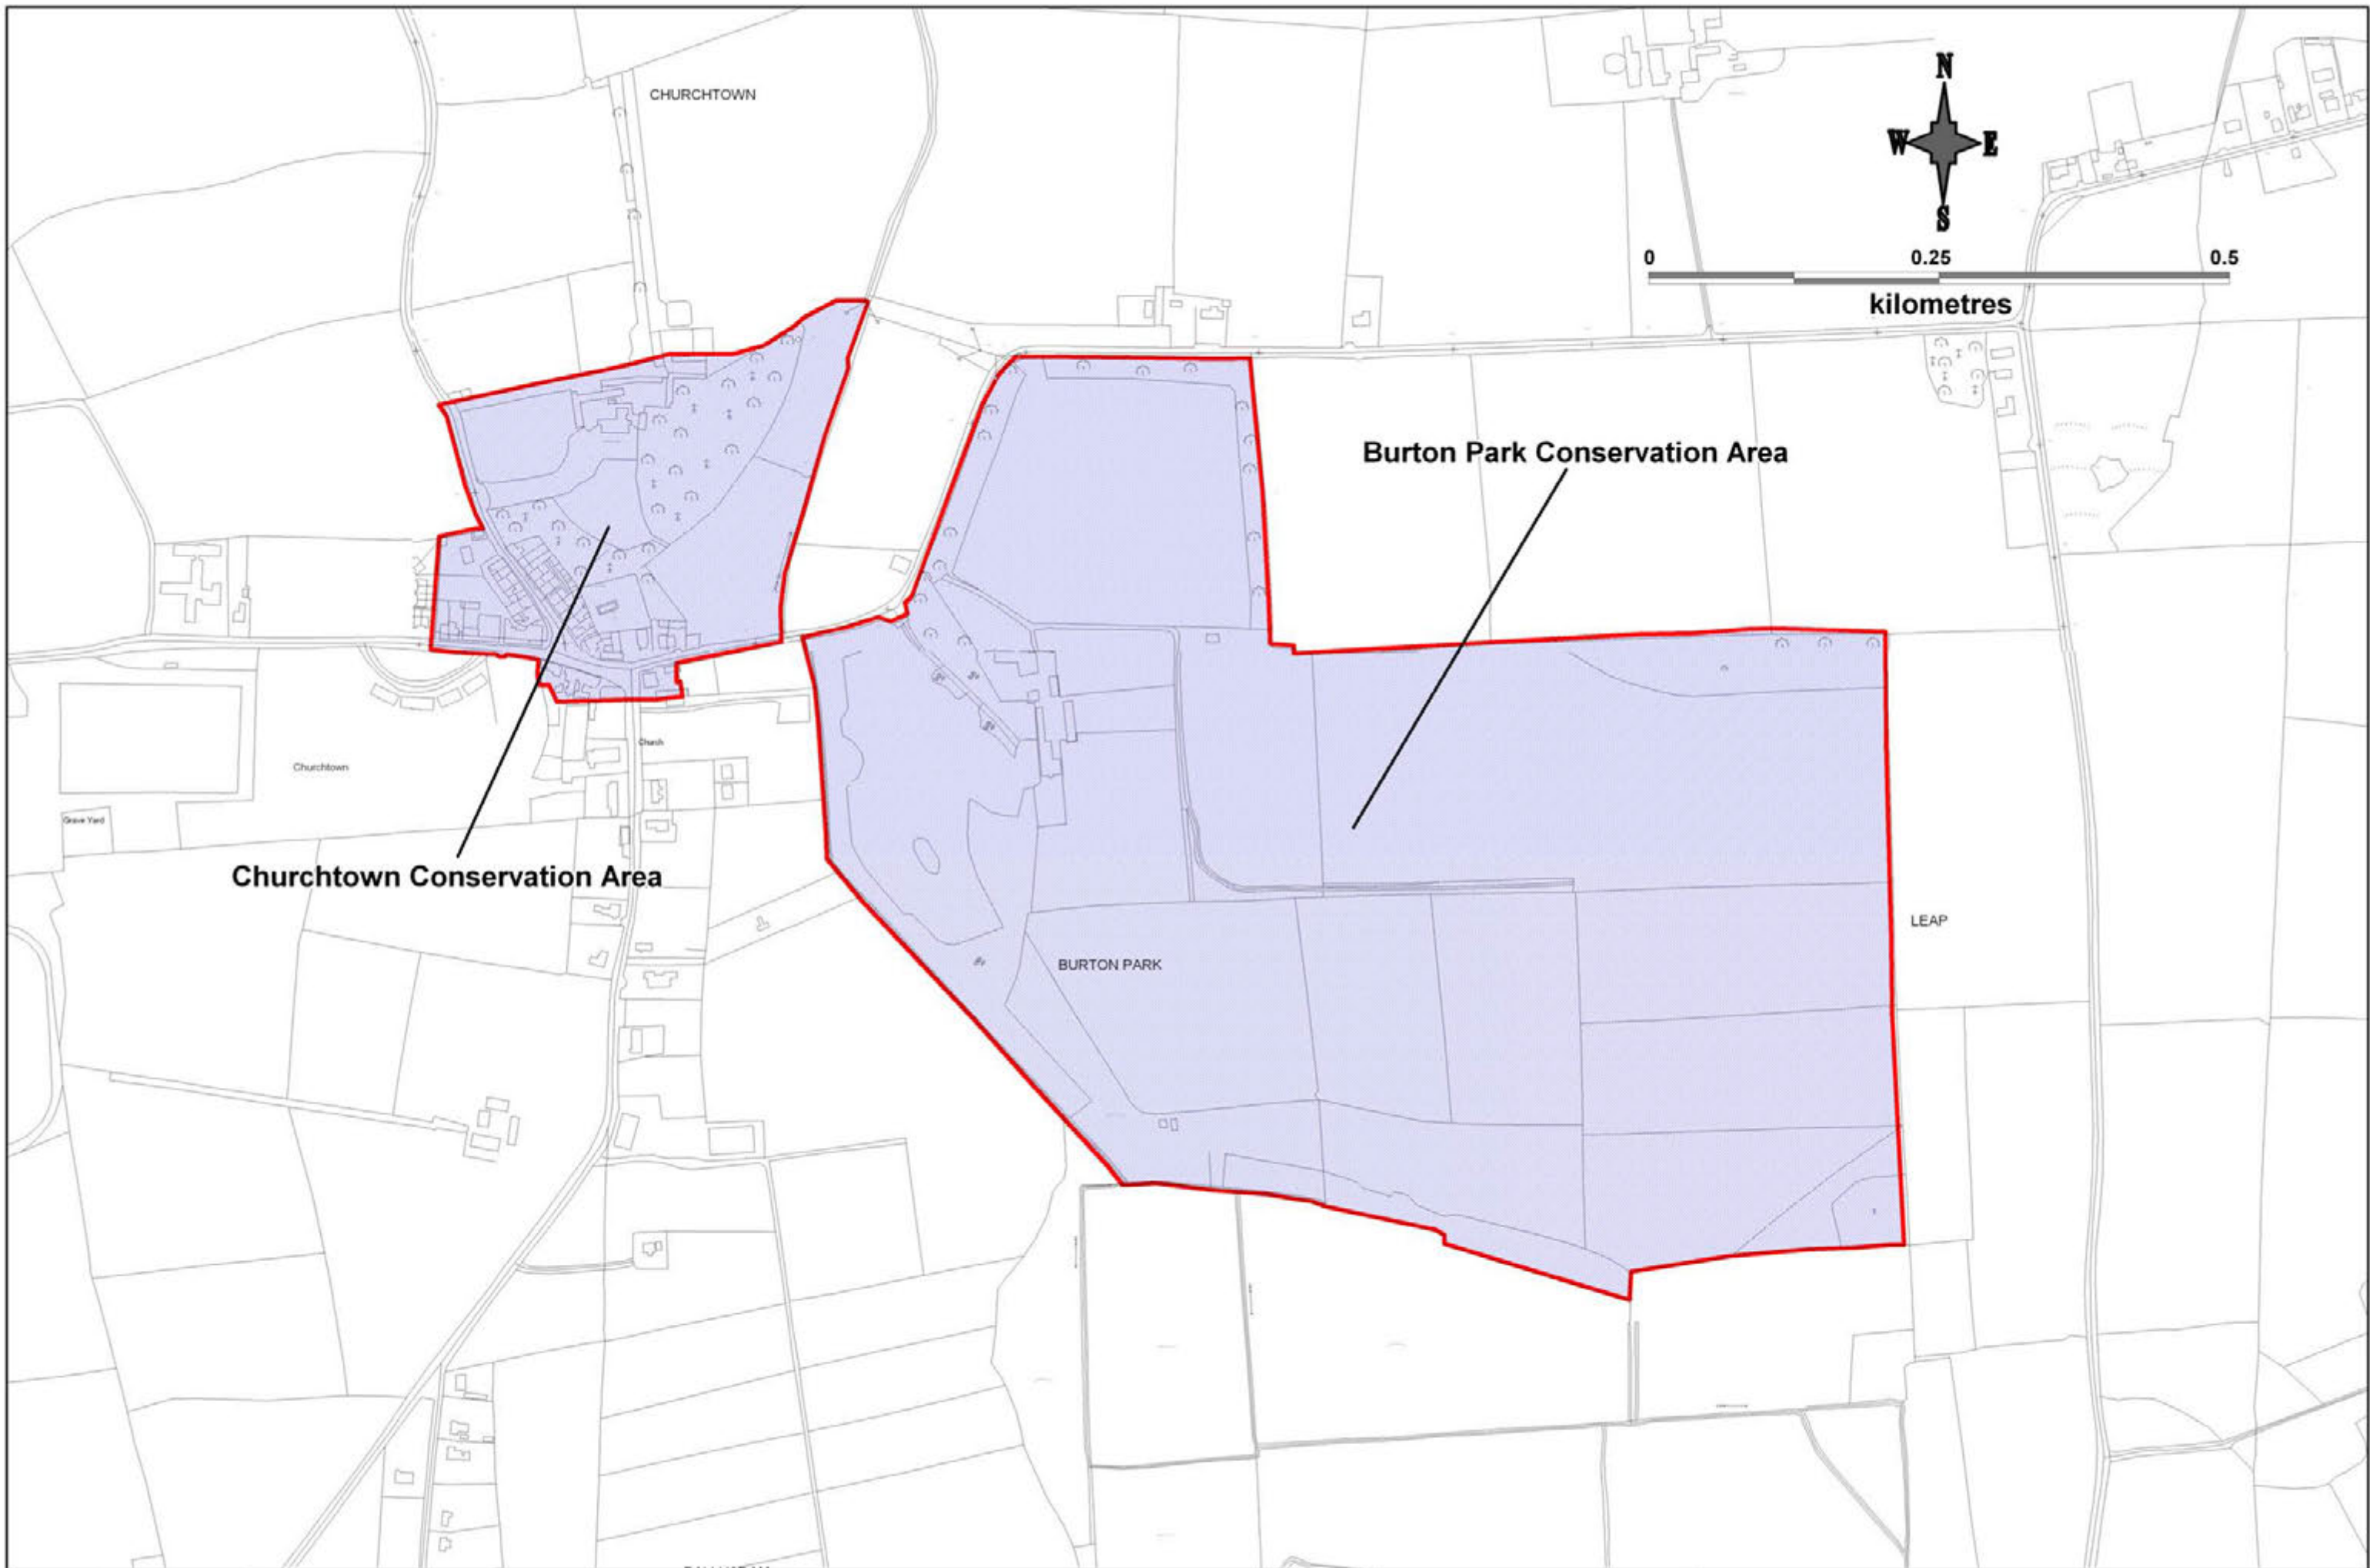 CHURCHTOWN
N
W E
S
0 0.25 0.5
kilometres
Burton Park Conservation Area
Church
Churchtown
Grave Yard
Churchtown Conservation Area
LEAP
BURTON PARK